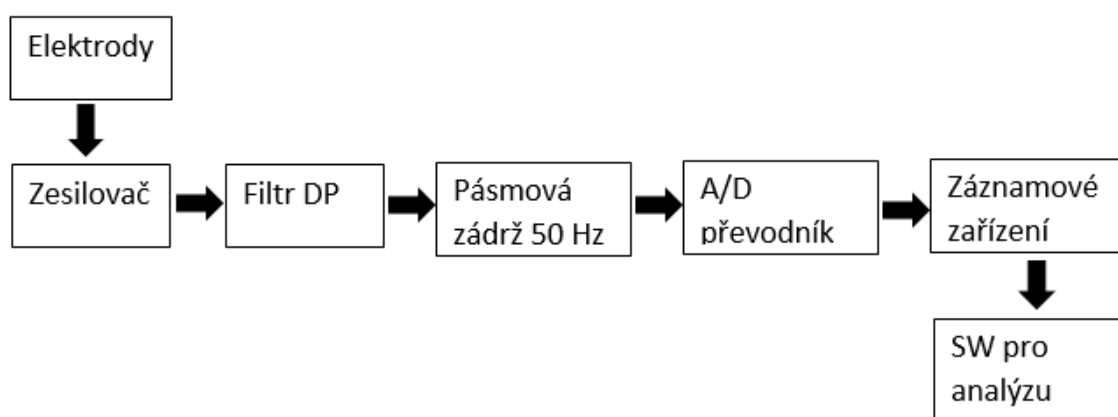 Elektrody
Zesilovač
Filtr DP
Pásmová
zádrž 50 Hz
A/D
převodník
Záznamové
zařízení
SW pro
analýzu